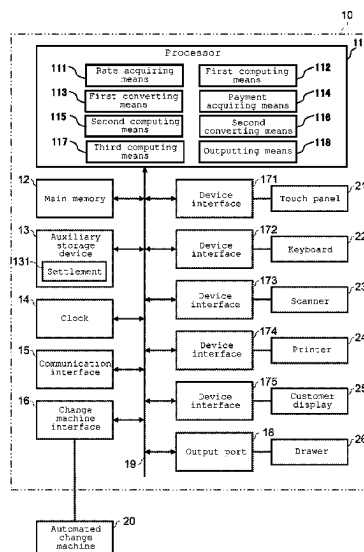 10
11
Processor
111
Rate acquiring means
First computing means
112
113
First converting means
Payment acquiring means
114
115
Second computing means
Second converting means
116
117
Third computing means
Outputting means
118
12
Main memory
171
Device interface
Touch panel
21
13
Auxiliary storage device
131
Settlement
172
Device interface
Keyboard
22
173
Device interface
Scanner
23
14
Clock
174
Device interface
Printer
24
15
Communication interface
175
Device interface
Customer display
25
16
Change machine interface
18
Output port
Drawer
26
19
20
Automated change machine